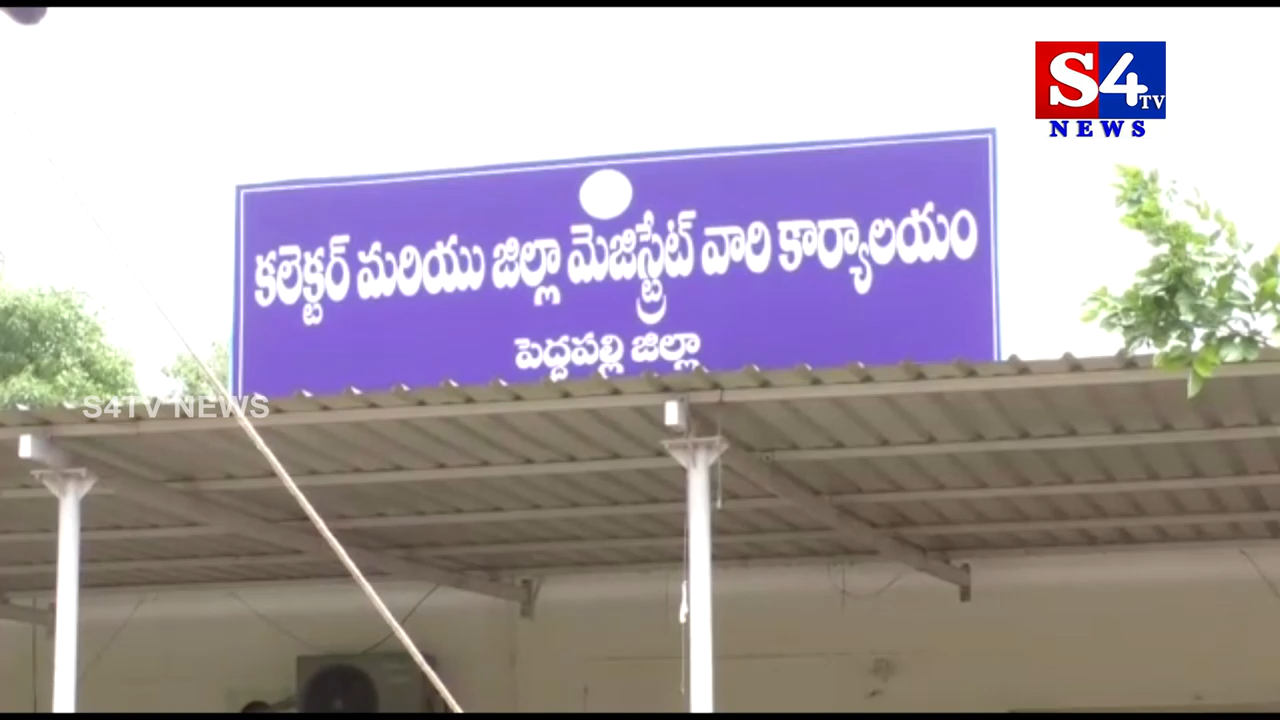 S4
TV
NEWS
కలెక్టర్ మరియు జిల్లా మెజిస్ట్రేట్ వారి కార్యాలయం
పెద్దపల్లి జిల్లా
S4TV NEWS